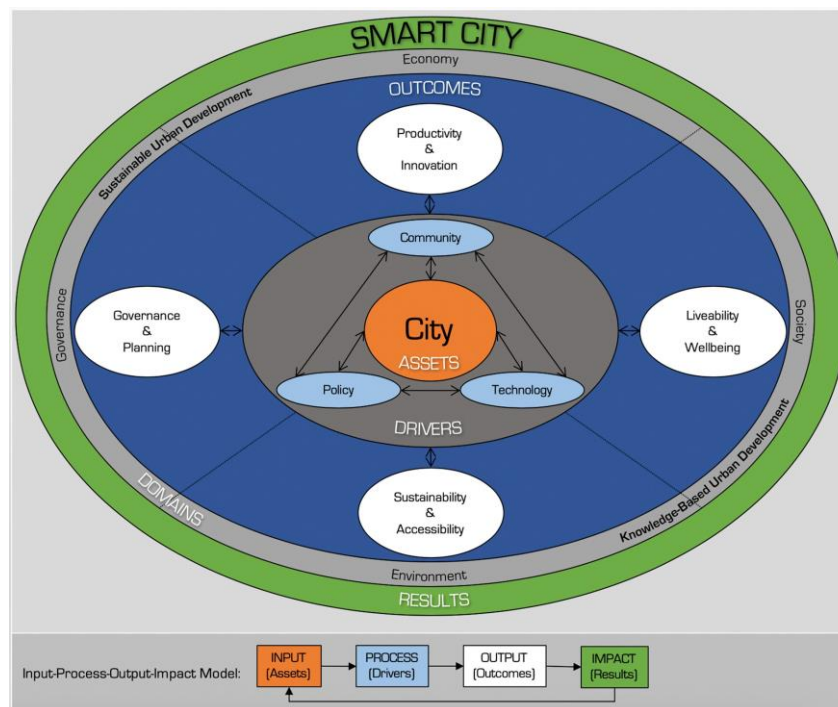 SMART CITY
Economy
OUTCOMES
Sustainable Urban Development
Productivity
&
Innovation
Community
Governance
Governance
&
Planning
City
ASSETS
Liveability
&
Wellbeing
Society
Policy
Technology
DRIVERS
Sustainability
&
Accessibility
DOMAINS
Knowledge-Based Urban Development
Environment
RESULTS
Input-Process-Output-Impact Model:
INPUT
(Assets)
PROCESS
(Drivers)
OUTPUT
(Outcomes)
IMPACT
(Results)